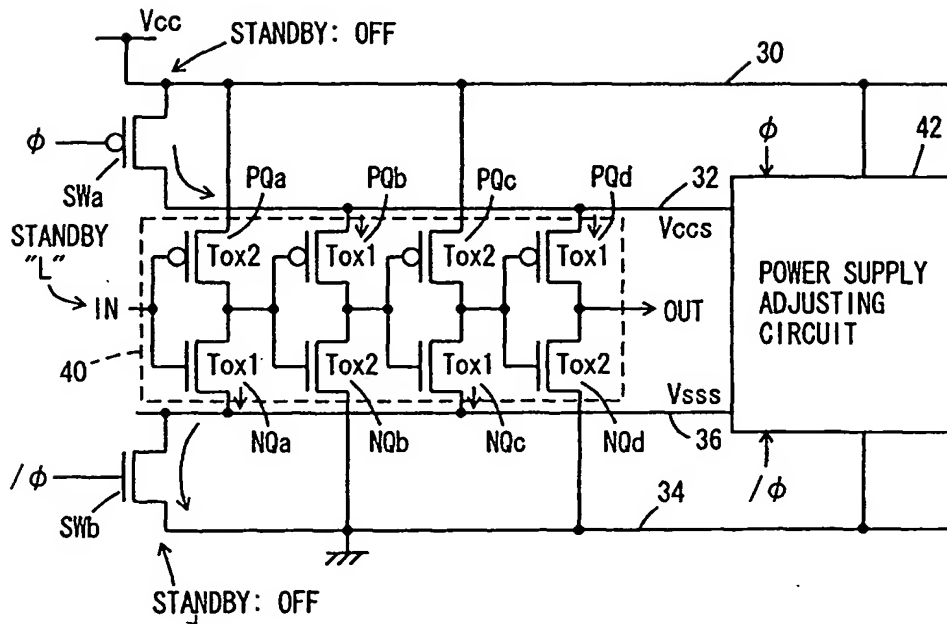 Vcc
STANDBY: OFF
30
φ
SWa
PQa
PQb
PQc
PQd
φ
42
32
Vccs
STANDBY
"L"
IN
Tox2
Tox1
Tox2
Tox1
OUT
POWER SUPPLY
ADJUSTING
CIRCUIT
40
Tox1
Tox2
Tox1
Tox2
Vsss
NQa
NQb
NQc
NQd
36
/φ
SWb
/φ
34
STANDBY: OFF